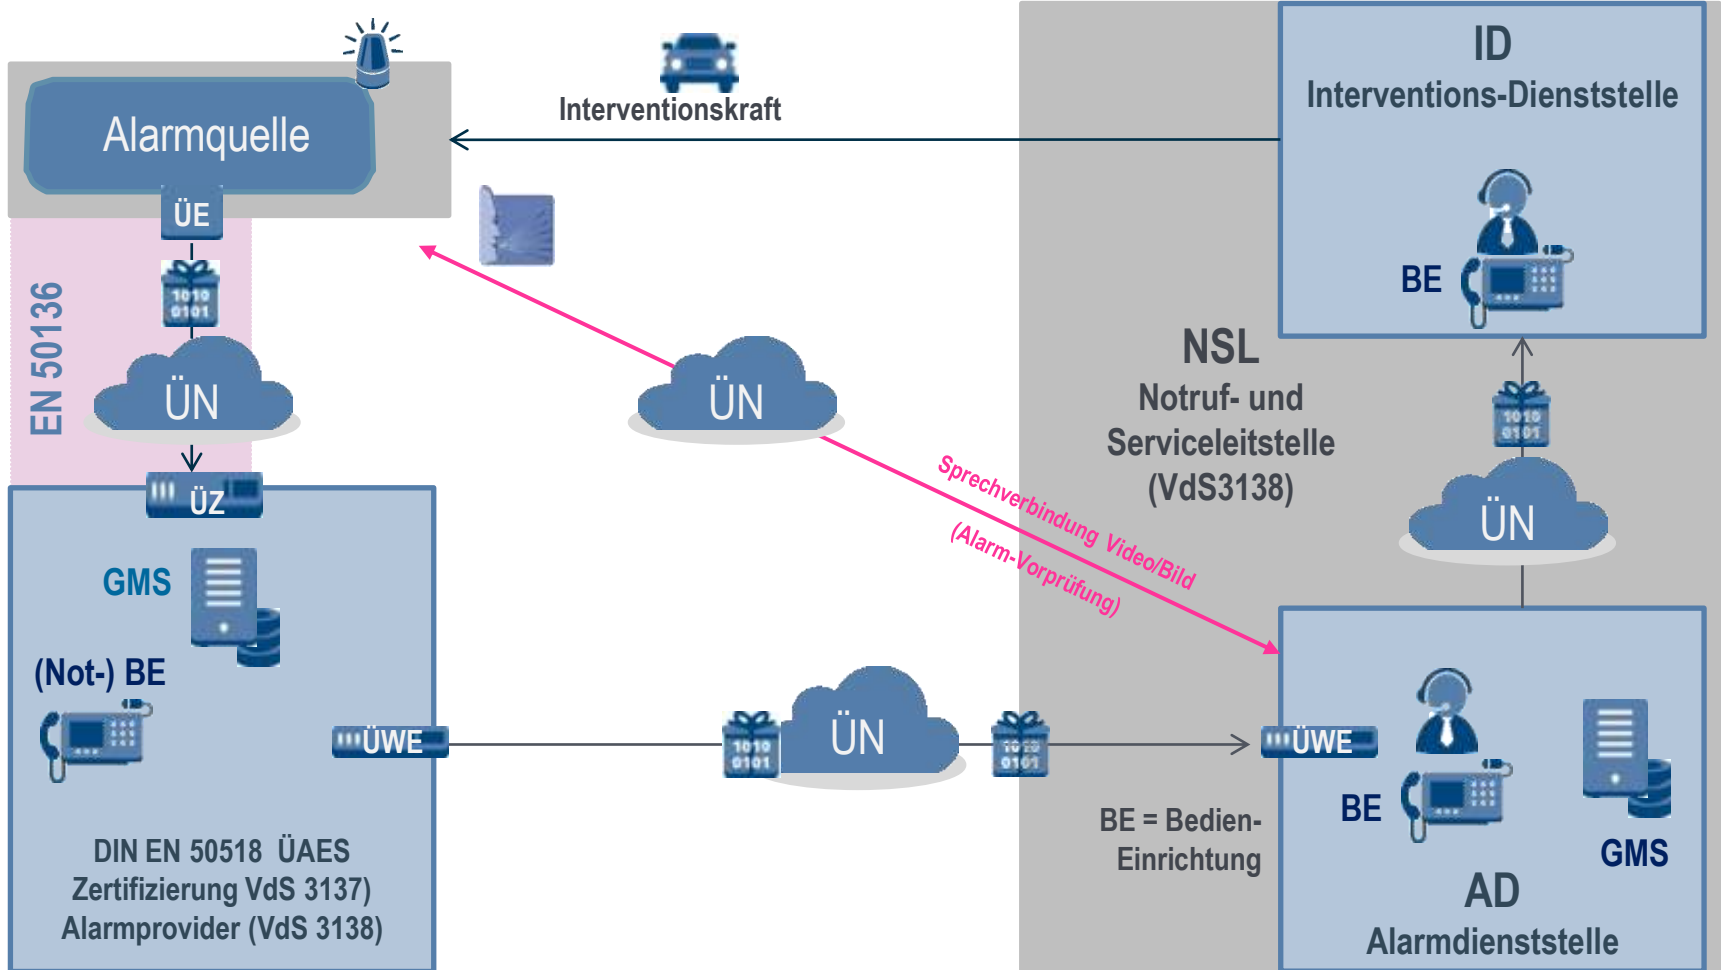 ID
Interventions-Dienststelle
BE
Interventionskraft
Alarmquelle
ÜE
1010
0101
EN 50136
ÜN
ÜZ
GMS
(Not-) BE
ÜWE
DIN EN 50518 ÜAES
Zertifizierung VdS 3137)
Alarmprovider (VdS 3138)
ÜN
Sprechverbindung Video/Bild
(Alarm-Vorprüfung)
1010
0101
ÜN
1010
0101
NSL
Notruf- und
Serviceleitstelle
(VdS3138)
1010
0101
ÜN
BE = Bedien-
Einrichtung
ÜWE
BE
GMS
AD
Alarmdienststelle